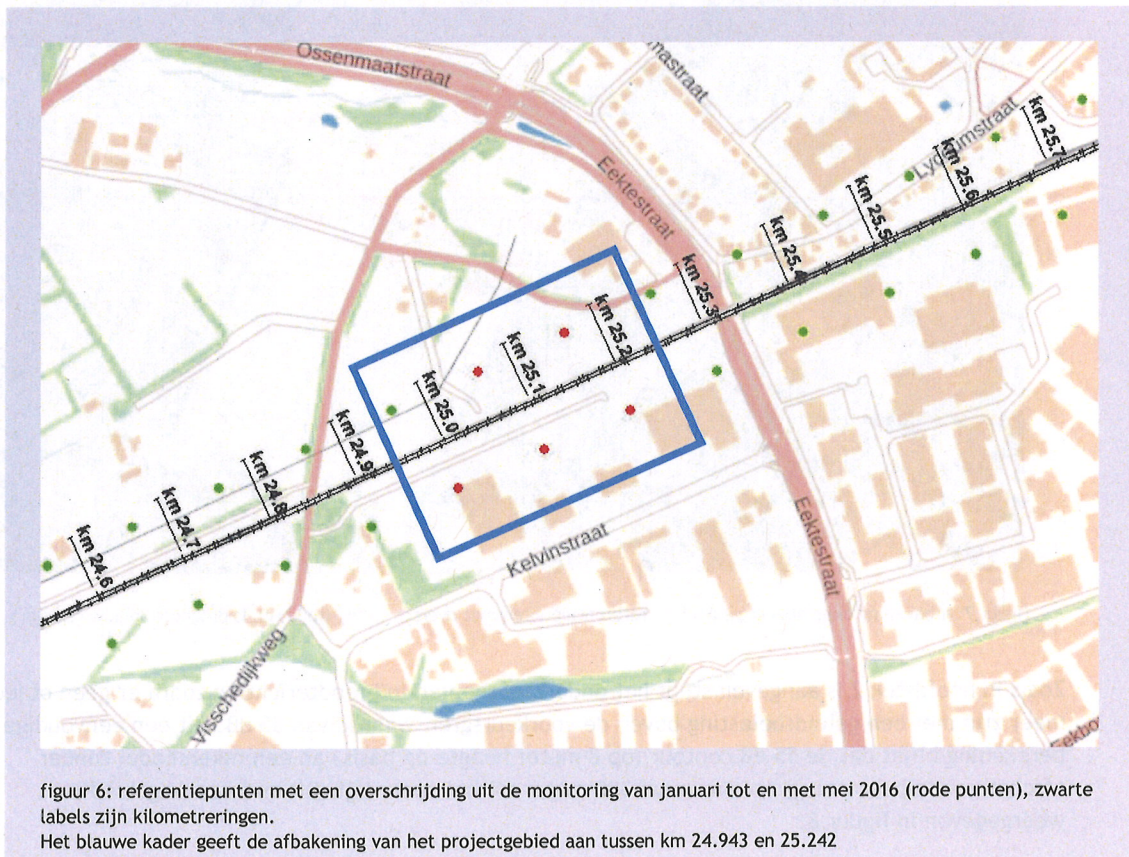 Ossenmaatstraat
mastraat
Eektestraat
Lyceumstraat
km 25.7
km 25.6
km 25.5
km 25.4
km 25.3
km 25.2
km 25.1
km 25.0
km 24.9
km 24.8
km 24.7
km 24.6
Kelvinstraat
Eektestraat
Visschedijkweg
Eekbo
figuur 6: referentiepunten met een overschrijding uit de monitoring van januari tot en met mei 2016 (rode punten), zwarte
labels zijn kilometreringen.
Het blauwe kader geeft de afbakening van het projectgebied aan tussen km 24.943 en 25.242